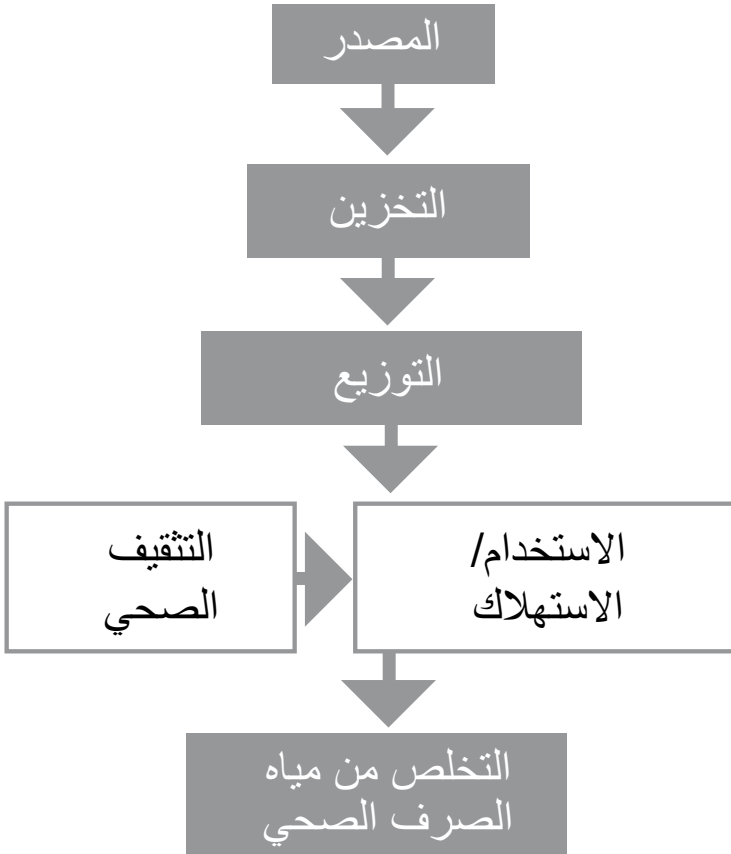 المصدر
التخزين
التوزيع
الاستخدام/
الاستهلاك
التثقيف
الصحي
التخلص من مياه
الصرف الصحي